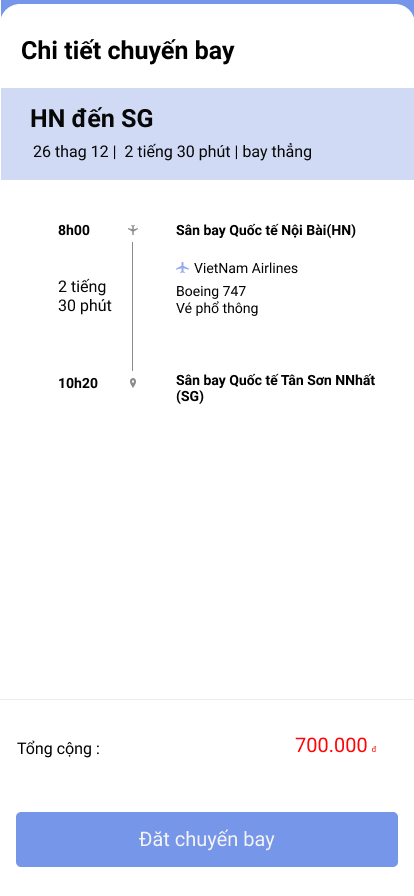 Chi tiết chuyến bay
HN đến SG
26 thag 12 | 2 tiếng 30 phút | bay thẳng
8h00
Sân bay Quốc tế Nội Bài(HN)
VietNam Airlines
2 tiếng
30 phút
Boeing 747
Vé phổ thông
10h20
Sân bay Quốc tế Tân Sơn NNhất
(SG)
Tổng cộng :
700.000 đ
Đăt chuyến bay